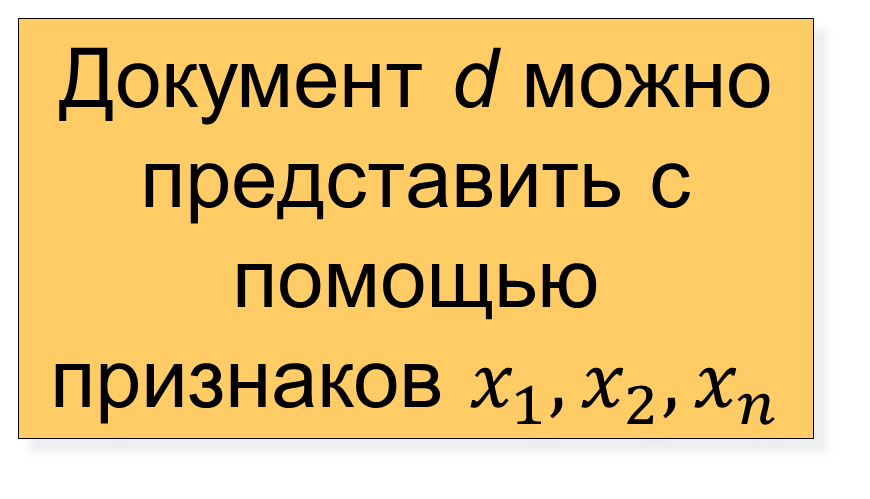 Документ d можно
представить с
помощью
признаков x₁, x₂, xₙ